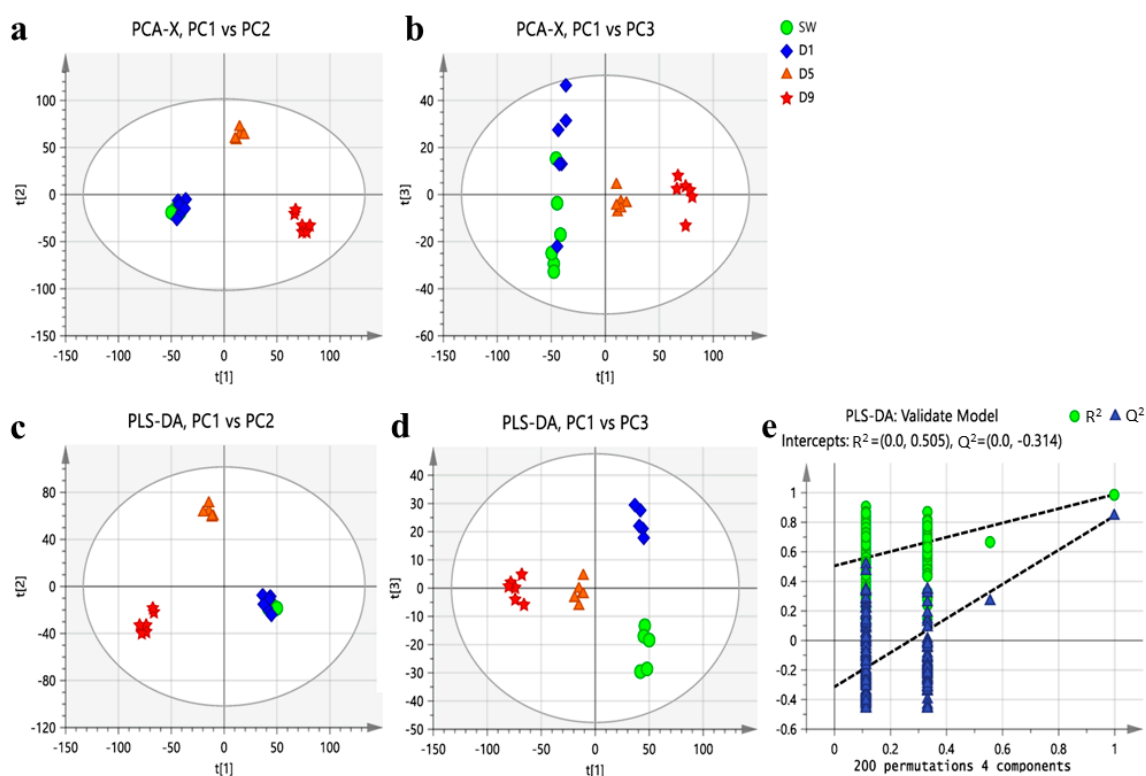 a
PCA-X, PC1 vs PC2
t[2]
100
50
0
-50
-100
-150
-150 -100 -50 0 50 100
t[1]
b
PCA-X, PC1 vs PC3
t[3]
40
20
0
-20
-40
-60
-150 -100 -50 0 50 100
t[1]
SW
D1
D5
D9
c
PLS-DA, PC1 vs PC2
t[2]
80
40
0
-40
-80
-120
-150 -100 -50 0 50 100
t[1]
d
PLS-DA, PC1 vs PC3
t[3]
40
30
20
10
0
-10
-20
-30
-40
-50
-150 -100 -50 0 50 100
t[1]
e
PLS-DA: Validate Model
R² Q²
Intercepts: R²=(0.0, 0.505), Q²=(0.0, -0.314)
1
0.8
0.6
0.4
0.2
0
-0.2
-0.4
-0.6
0 0.2 0.4 0.6 0.8 1
200 permutations 4 components